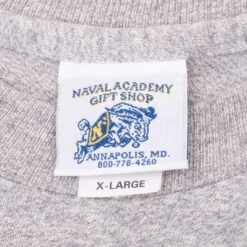 NAVAL ACADEMY
GIFT SHOP
N
ANNAPOLIS, MD.
800-778-4260
X-LARGE